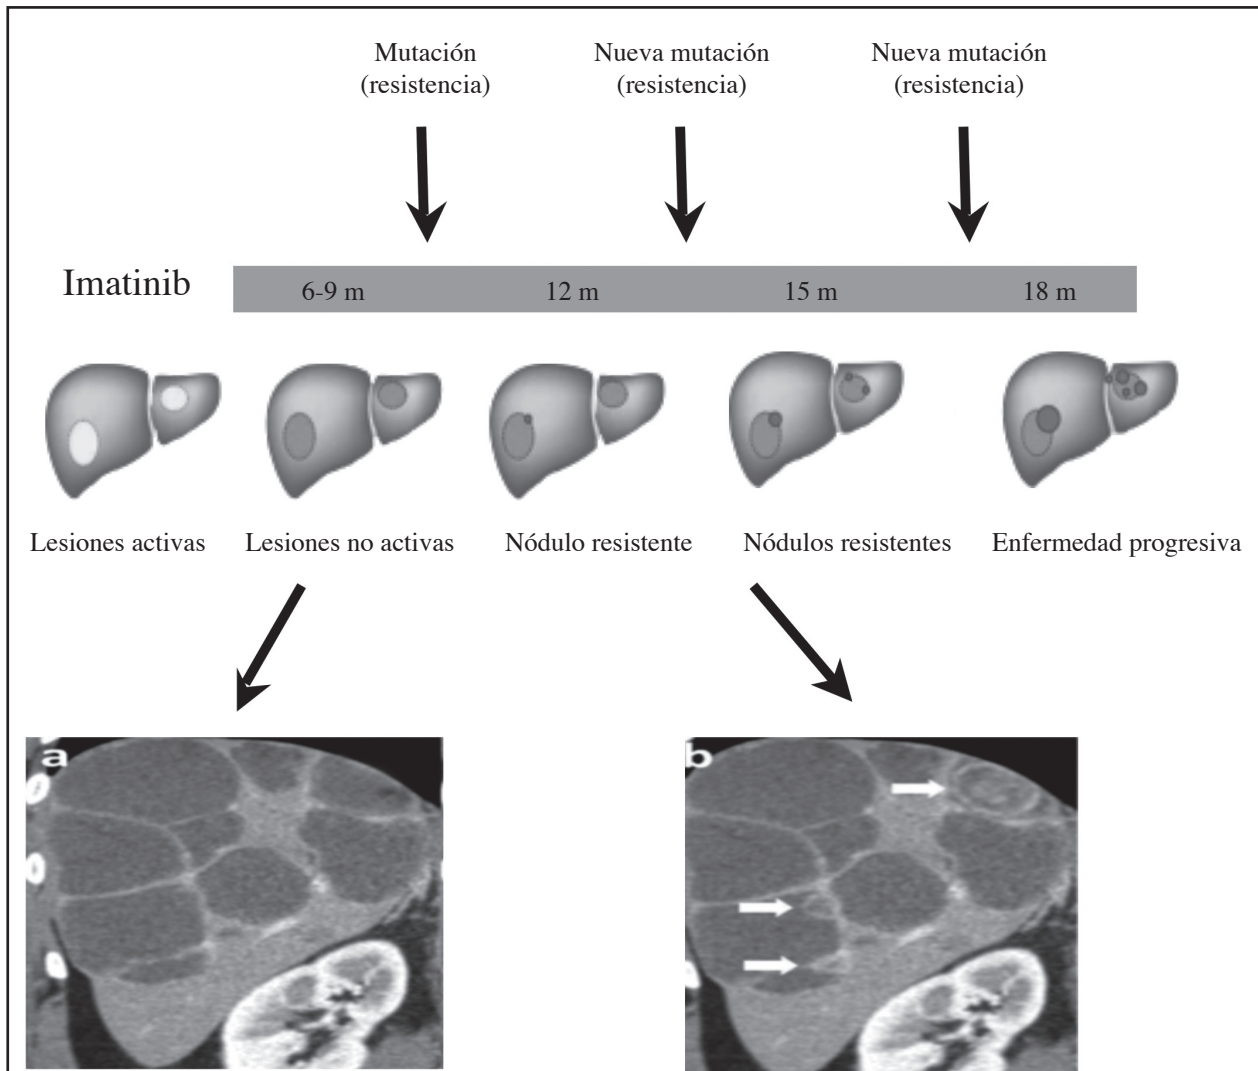 Mutación
(resistencia)
Nueva mutación
(resistencia)
Nueva mutación
(resistencia)
Imatinib
6-9 m
12 m
15 m
18 m
Lesiones activas
Lesiones no activas
Nódulo resistente
Nódulos resistentes
Enfermedad progresiva
a
b